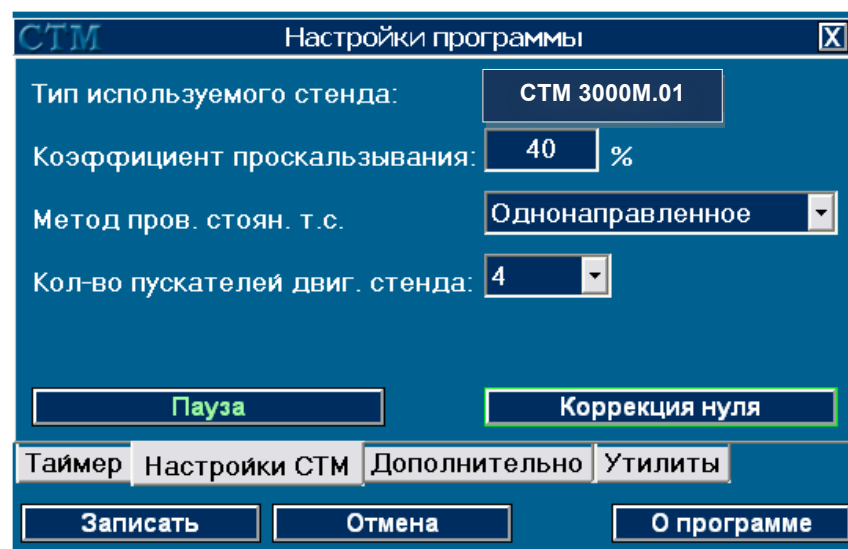 СТМ Настройки программы X
Тип используемого стенда: СТМ 3000М.01
Коэффициент проскальзывания: 40 %
Метод пров. стоян. т.с. Однонаправленное
Кол-во пускателей двиг. стенда: 4
Пауза Коррекция нуля
Таймер Настройки СТМ Дополнительно Утилиты
Записать Отмена О программе